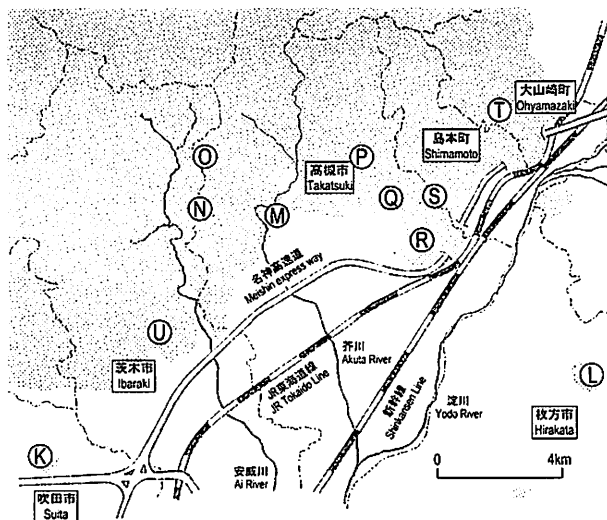 大山崎町
Ohyamazaki
T
島本町
Shimamoto
O
高槻市
Takatsuki
P
N
M
Q
S
R
名神高速道
Meishin express way
U
茨木市
Ibaraki
芥川
Akuta River
JR東海道線
JR Tokaido Line
新幹線
Shinkansen Line
淀川
Yodo River
L
枚方市
Hirakata
K
吹田市
Suita
安威川
Ai River
0 4km